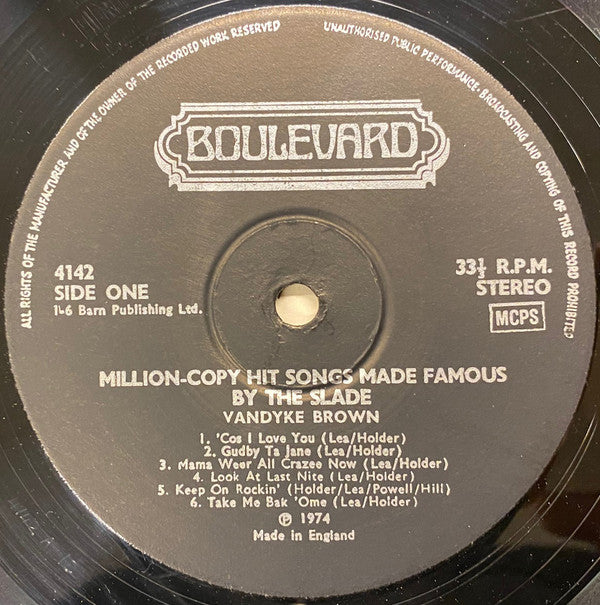 ALL RIGHTS OF THE MANUFACTURER AND OF THE OWNER OF THE RECORDED WORK RESERVED
UNAUTHORISED PUBLIC PERFORMANCE, BROADCASTING AND COPYING OF THIS RECORD PROHIBITED
BOULEVARD
4142
SIDE ONE
1-6 Barn Publishing Ltd.
33⅓ R.P.M.
STEREO
MCPS
MILLION-COPY HIT SONGS MADE FAMOUS
BY THE SLADE
VANDYKE BROWN
1. 'Cos I Love You (Lea/Holder)
2. Gudby Ta Jane (Lea/Holder)
3. Mama Weer All Crazee Now (Lea/Holder)
4. Look At Last Nite (Lea/Holder)
5. Keep On Rockin' (Holder/Lea/Powell/Hill)
6. Take Me Bak 'Ome (Lea/Holder)
℗ 1974
Made in England